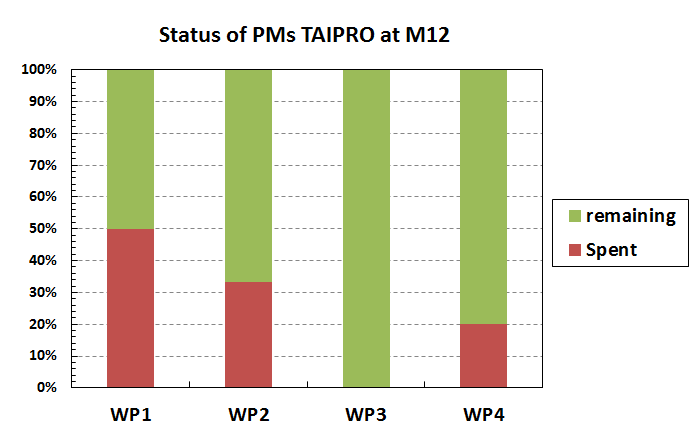 Status of PMs TAIPRO at M12
100%
90%
80%
70%
60%
50%
40%
30%
20%
10%
0%
WP1 WP2 WP3 WP4
remaining
Spent